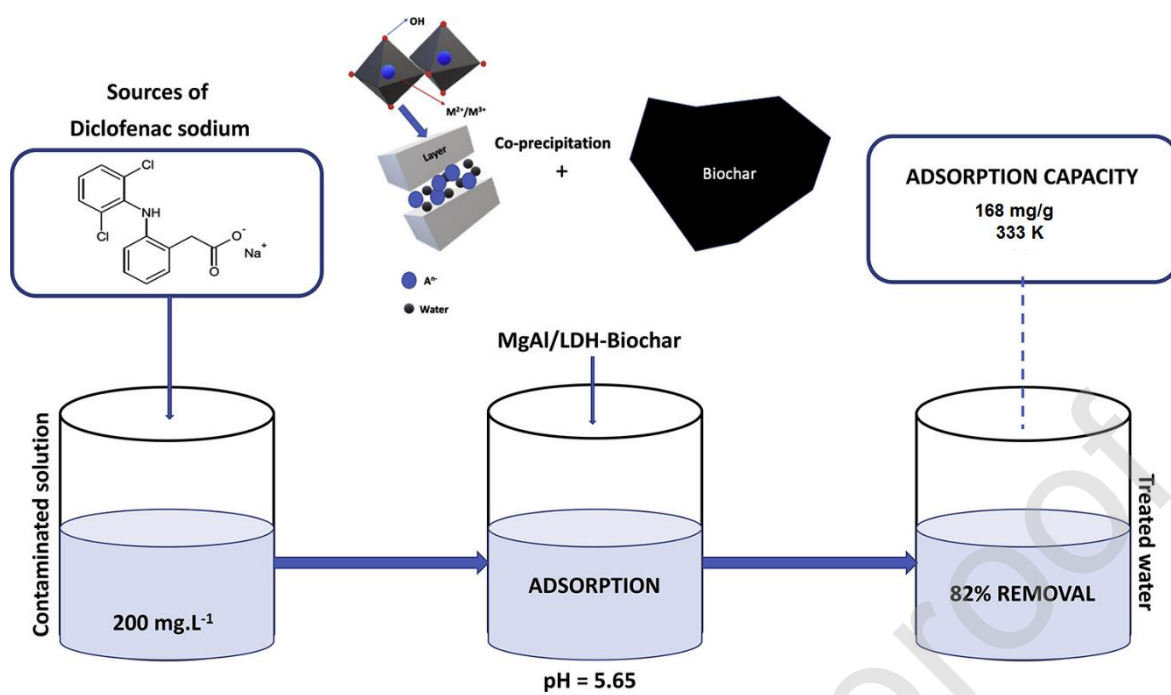 Sources of
Diclofenac sodium
Cl
NH
Cl
O-
Na+
O
OH
M2+/M3+
Layer
An-
Water
Co-precipitation
+
Biochar
ADSORPTION CAPACITY
168 mg/g
333 K
MgAl/LDH-Biochar
Contaminated solution
200 mg.L-1
ADSORPTION
pH = 5.65
82% REMOVAL
Treated water
proof